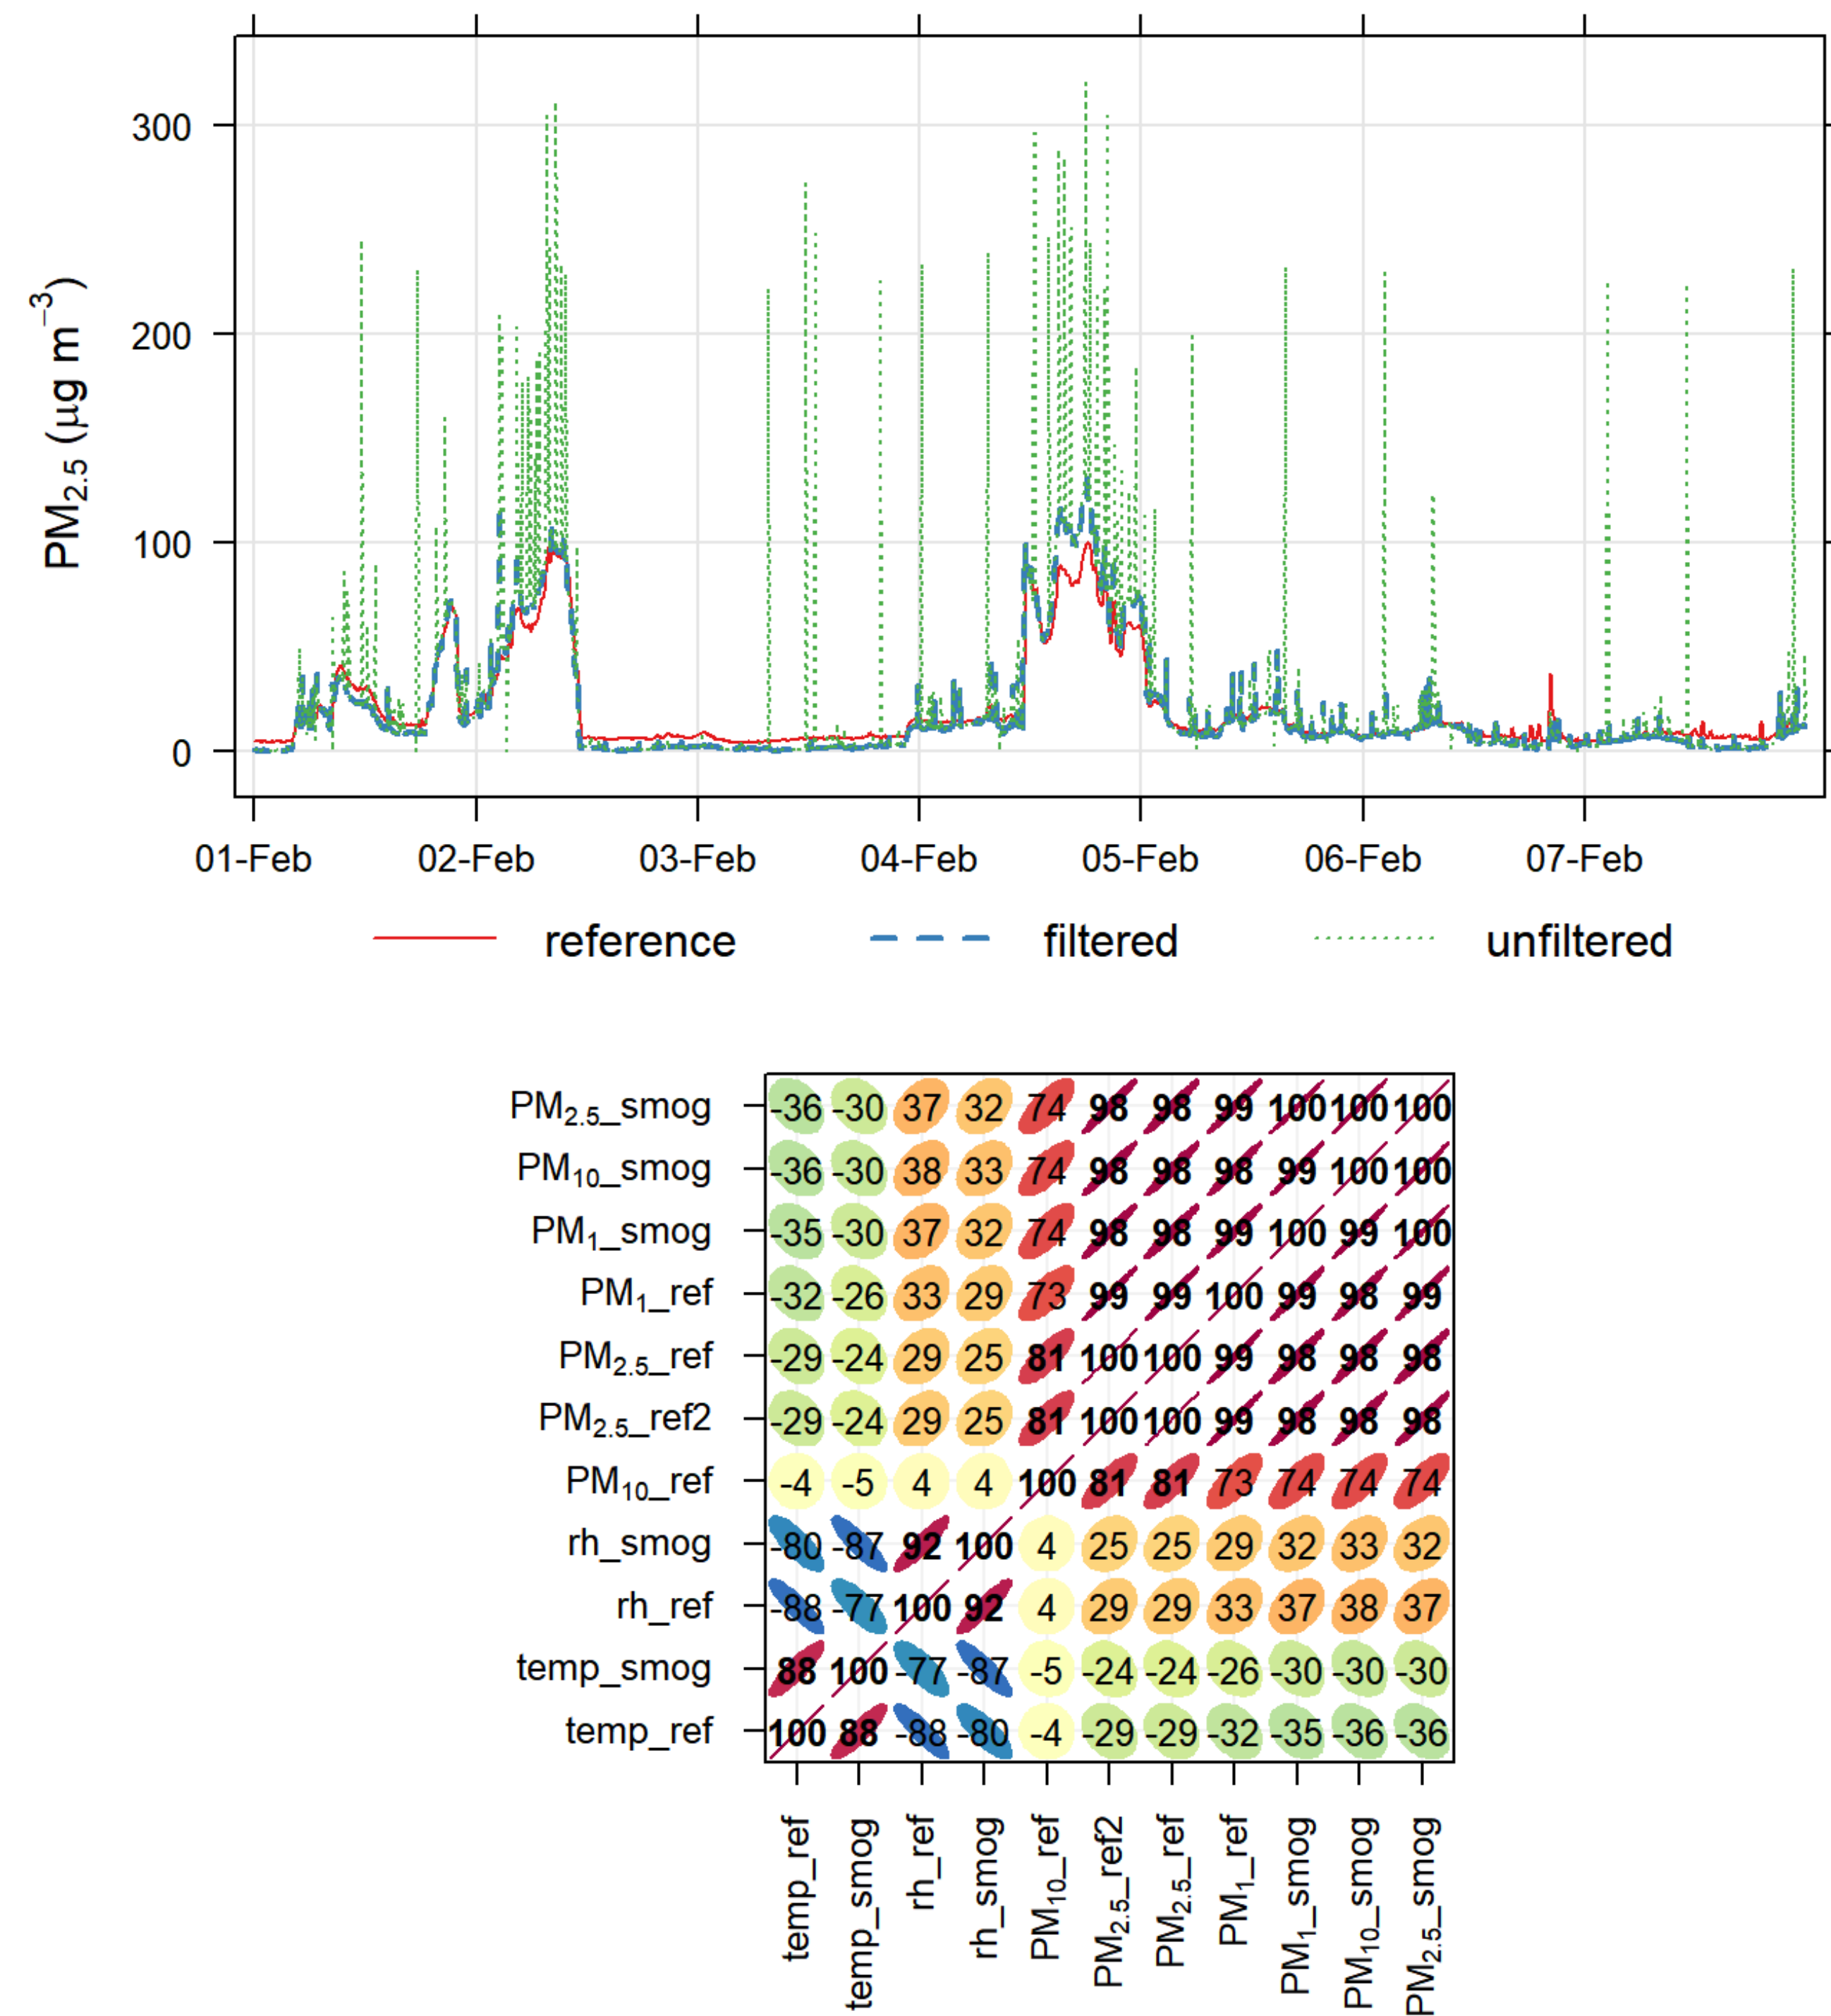 PM2.5 (μg m−3)
300
200
100
0
01-Feb 02-Feb 03-Feb 04-Feb 05-Feb 06-Feb 07-Feb
reference filtered unfiltered
PM2.5_smog -36 -30 37 32 74 98 98 99 100 100 100
PM10_smog -36 -30 38 33 74 98 98 98 99 100 100
PM1_smog -35 -30 37 32 74 98 98 99 100 99 100
PM1_ref -32 -26 33 29 73 99 99 100 99 98 99
PM2.5_ref -29 -24 29 25 81 100 100 99 98 98 98
PM2.5_ref2 -29 -24 29 25 81 100 100 99 98 98 98
PM10_ref -4 -5 4 4 100 81 81 73 74 74 74
rh_smog -80 -87 92 100 4 25 25 29 32 33 32
rh_ref -88 -77 100 92 4 29 29 33 37 38 37
temp_smog 88 100 -77 -87 -5 -24 -24 -26 -30 -30 -30
temp_ref 100 88 -88 -80 -4 -29 -29 -32 -35 -36 -36
temp_ref
temp_smog
rh_ref
rh_smog
PM10_ref
PM2.5_ref2
PM2.5_ref
PM1_ref
PM1_smog
PM10_smog
PM2.5_smog